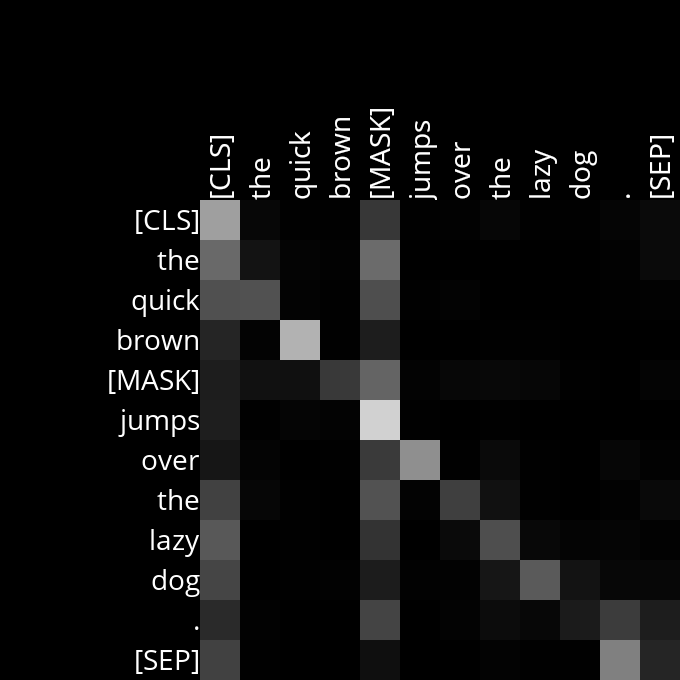 [CLS] the quick brown [MASK] jumps over the lazy dog . [SEP]
[CLS]
the
quick
brown
[MASK]
jumps
over
the
lazy
dog
.
[SEP]